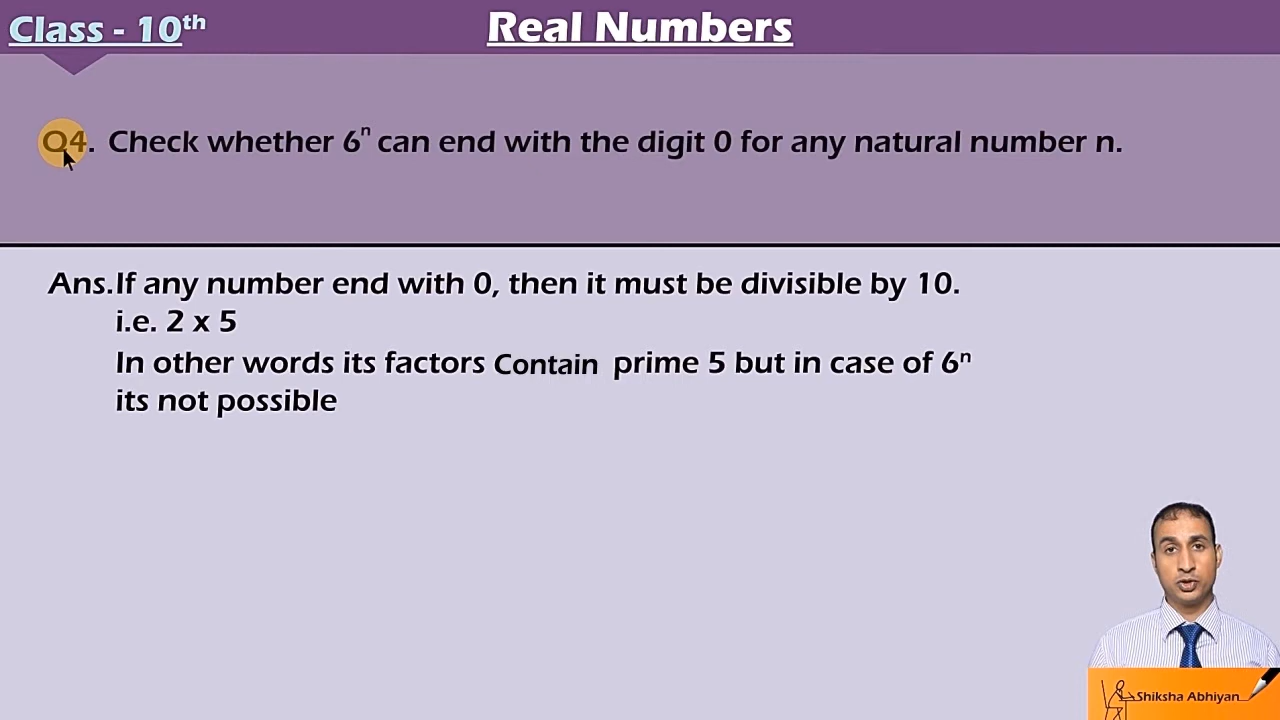 Class - 10th
Real Numbers
Q4. Check whether 6ⁿ can end with the digit 0 for any natural number n.
Ans.If any number end with 0, then it must be divisible by 10.
i.e. 2 x 5
In other words its factors Contain prime 5 but in case of 6ⁿ
its not possible
Shiksha Abhiyan